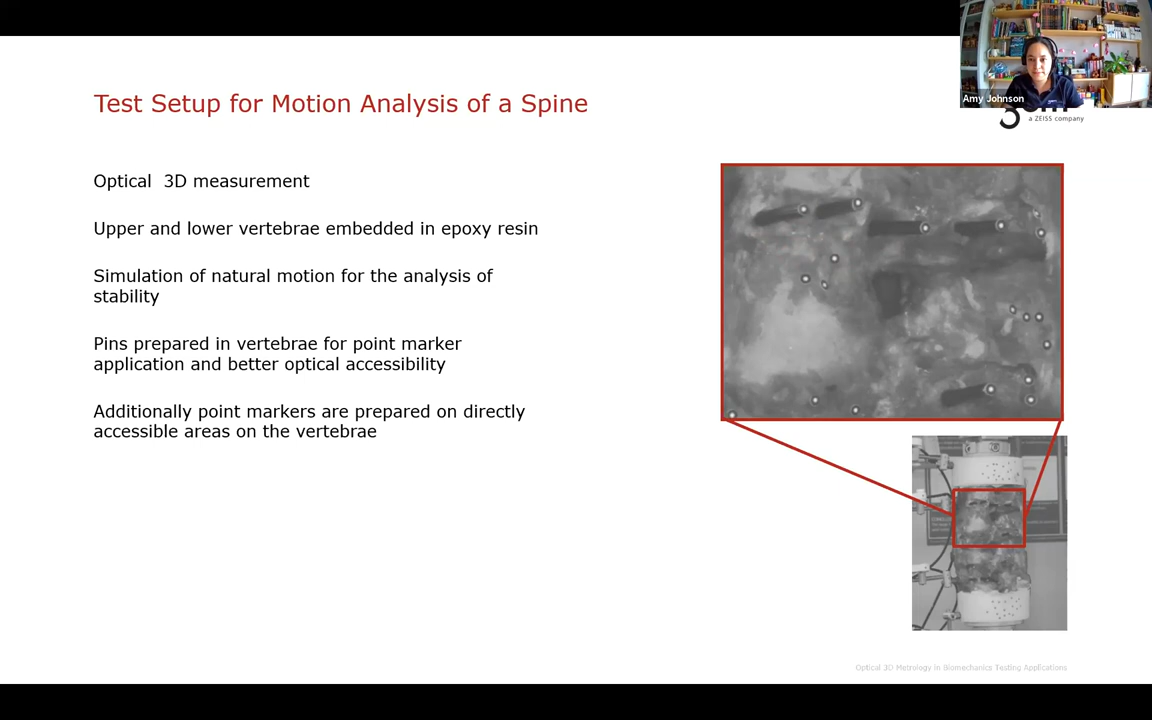 Amy Johnson
Test Setup for Motion Analysis of a Spine
a ZEISS company
Optical 3D measurement
Upper and lower vertebrae embedded in epoxy resin
Simulation of natural motion for the analysis of
stability
Pins prepared in vertebrae for point marker
application and better optical accessibility
Additionally point markers are prepared on directly
accessible areas on the vertebrae
Optical 3D Metrology in Biomechanics Testing Applications